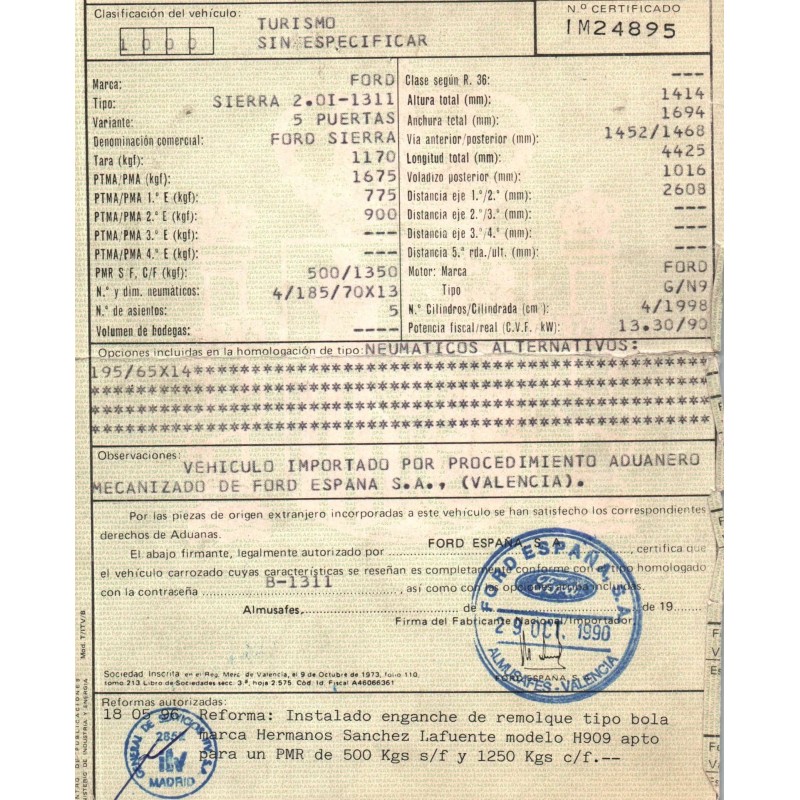 Clasificación del vehículo:
TURISMO
1000
SIN ESPECIFICAR
N.º CERTIFICADO
IM24895
Marca: FORD
Tipo: SIERRA 2.0I-1311
Variante: 5 PUERTAS
Denominación comercial: FORD SIERRA
Tara (kgf): 1170
PTMA/PMA (kgf): 1675
PTMA/PMA 1.º E (kgf): 775
PTMA/PMA 2.º E (kgf): 900
PTMA/PMA 3.º E (kgf): ---
PTMA/PMA 4.º E (kgf): ---
PMR S/F, C/F (kgf): 500/1350
N.º y dim. neumáticos: 4/185/70X13
N.º de asientos: 5
Volumen de bodegas: ----
Clase según R. 36: ---
Altura total (mm): 1414
Anchura total (mm): 1694
Via anterior/posterior (mm): 1452/1468
Longitud total (mm): 4425
Voladizo posterior (mm): 1016
Distancia eje 1.º/2.º (mm): 2608
Distancia eje 2.º/3.º (mm): ---
Distancia eje 3.º/4.º (mm): ---
Distancia 5.ª rda./ult. (mm): ---
Motor: Marca FORD
Tipo G/N9
N.º Cilindros/Cilindrada (cm³): 4/1998
Potencia fiscal/real (C.V.F./kW): 13.30/90
Opciones incluidas en la homologación de tipo: NEUMATICOS ALTERNATIVOS:
195/65X14*****************************************
**************************************************
**************************************************
**************************************************
Observaciones:
VEHICULO IMPORTADO POR PROCEDIMIENTO ADUANERO
MECANIZADO DE FORD ESPANA S.A., (VALENCIA).
Por las piezas de origen extranjero incorporadas a este vehículo se han satisfecho los correspondientes
derechos de Aduanas.
FORD ESPAÑA, S. A.
El abajo firmante, legalmente autorizado por ................, certifica que
el vehículo carrozado cuyas características se reseñan es completamente conforme con el tipo homologado
con la contraseña B-1311 ........, así como con las opciones incluidas.
Almusafes, ................ de ................ de 19......
Firma del Fabricante Nacional/Importador,
FORD ESPAÑA, S.A.
Ford
29 OCT. 1990
ALMUSAFES - VALENCIA
FORD ESPAÑA, S.
Sociedad Inscrita en el Reg. Merc. de Valencia, el 9 de Octubre de 1973, folio 110,
tomo 213 Libro de Sociedades secc. 3.ª, hoja 2.575. Cód. Id. Fiscal A46066361
Mod. T/ITV/B
Reformas autorizadas:
18 05 96 Reforma: Instalado enganche de remolque tipo bola
marca Hermanos Sanchez Lafuente modelo H909 apto
para un PMR de 500 Kgs s/f y 1250 Kgs c/f.--
GENERAL DE SERVICIOS ITV, S.A.
2852
ITV
MADRID